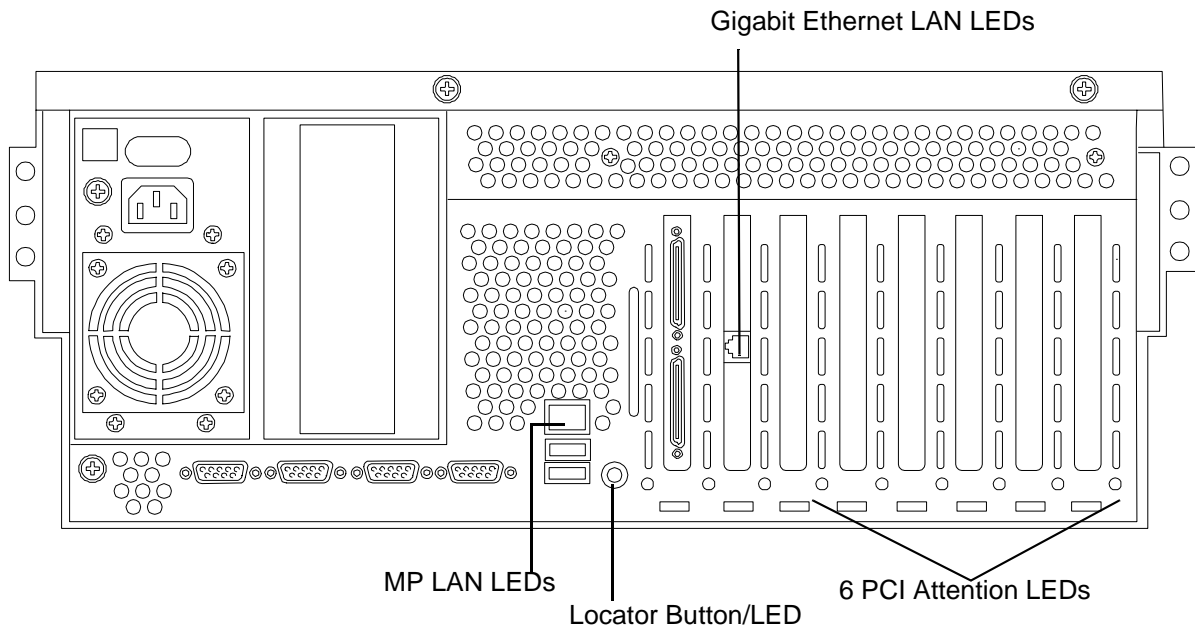 Gigabit Ethernet LAN LEDs
MP LAN LEDs
6 PCI Attention LEDs
Locator Button/LED